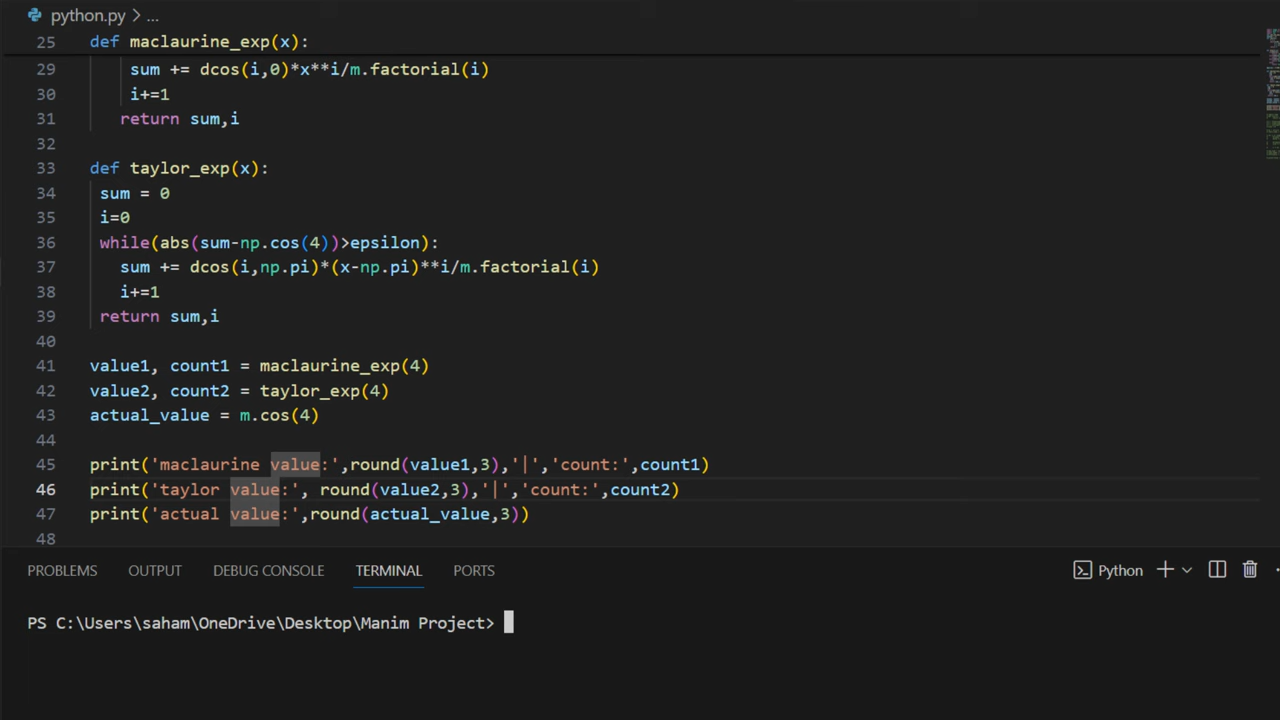 python.py > ...
25 def maclaurine_exp(x):
29 sum += dcos(i,0)*x**i/m.factorial(i)
30 i+=1
31 return sum,i
32
33 def taylor_exp(x):
34 sum = 0
35 i=0
36 while(abs(sum-np.cos(4))>epsilon):
37 sum += dcos(i,np.pi)*(x-np.pi)**i/m.factorial(i)
38 i+=1
39 return sum,i
40
41 value1, count1 = maclaurine_exp(4)
42 value2, count2 = taylor_exp(4)
43 actual_value = m.cos(4)
44
45 print('maclaurine value:',round(value1,3),'|','count:',count1)
46 print('taylor value:', round(value2,3),'|','count:',count2)
47 print('actual value:',round(actual_value,3))
48
PROBLEMS OUTPUT DEBUG CONSOLE TERMINAL PORTS Python
PS C:\Users\saham\OneDrive\Desktop\Manim Project>